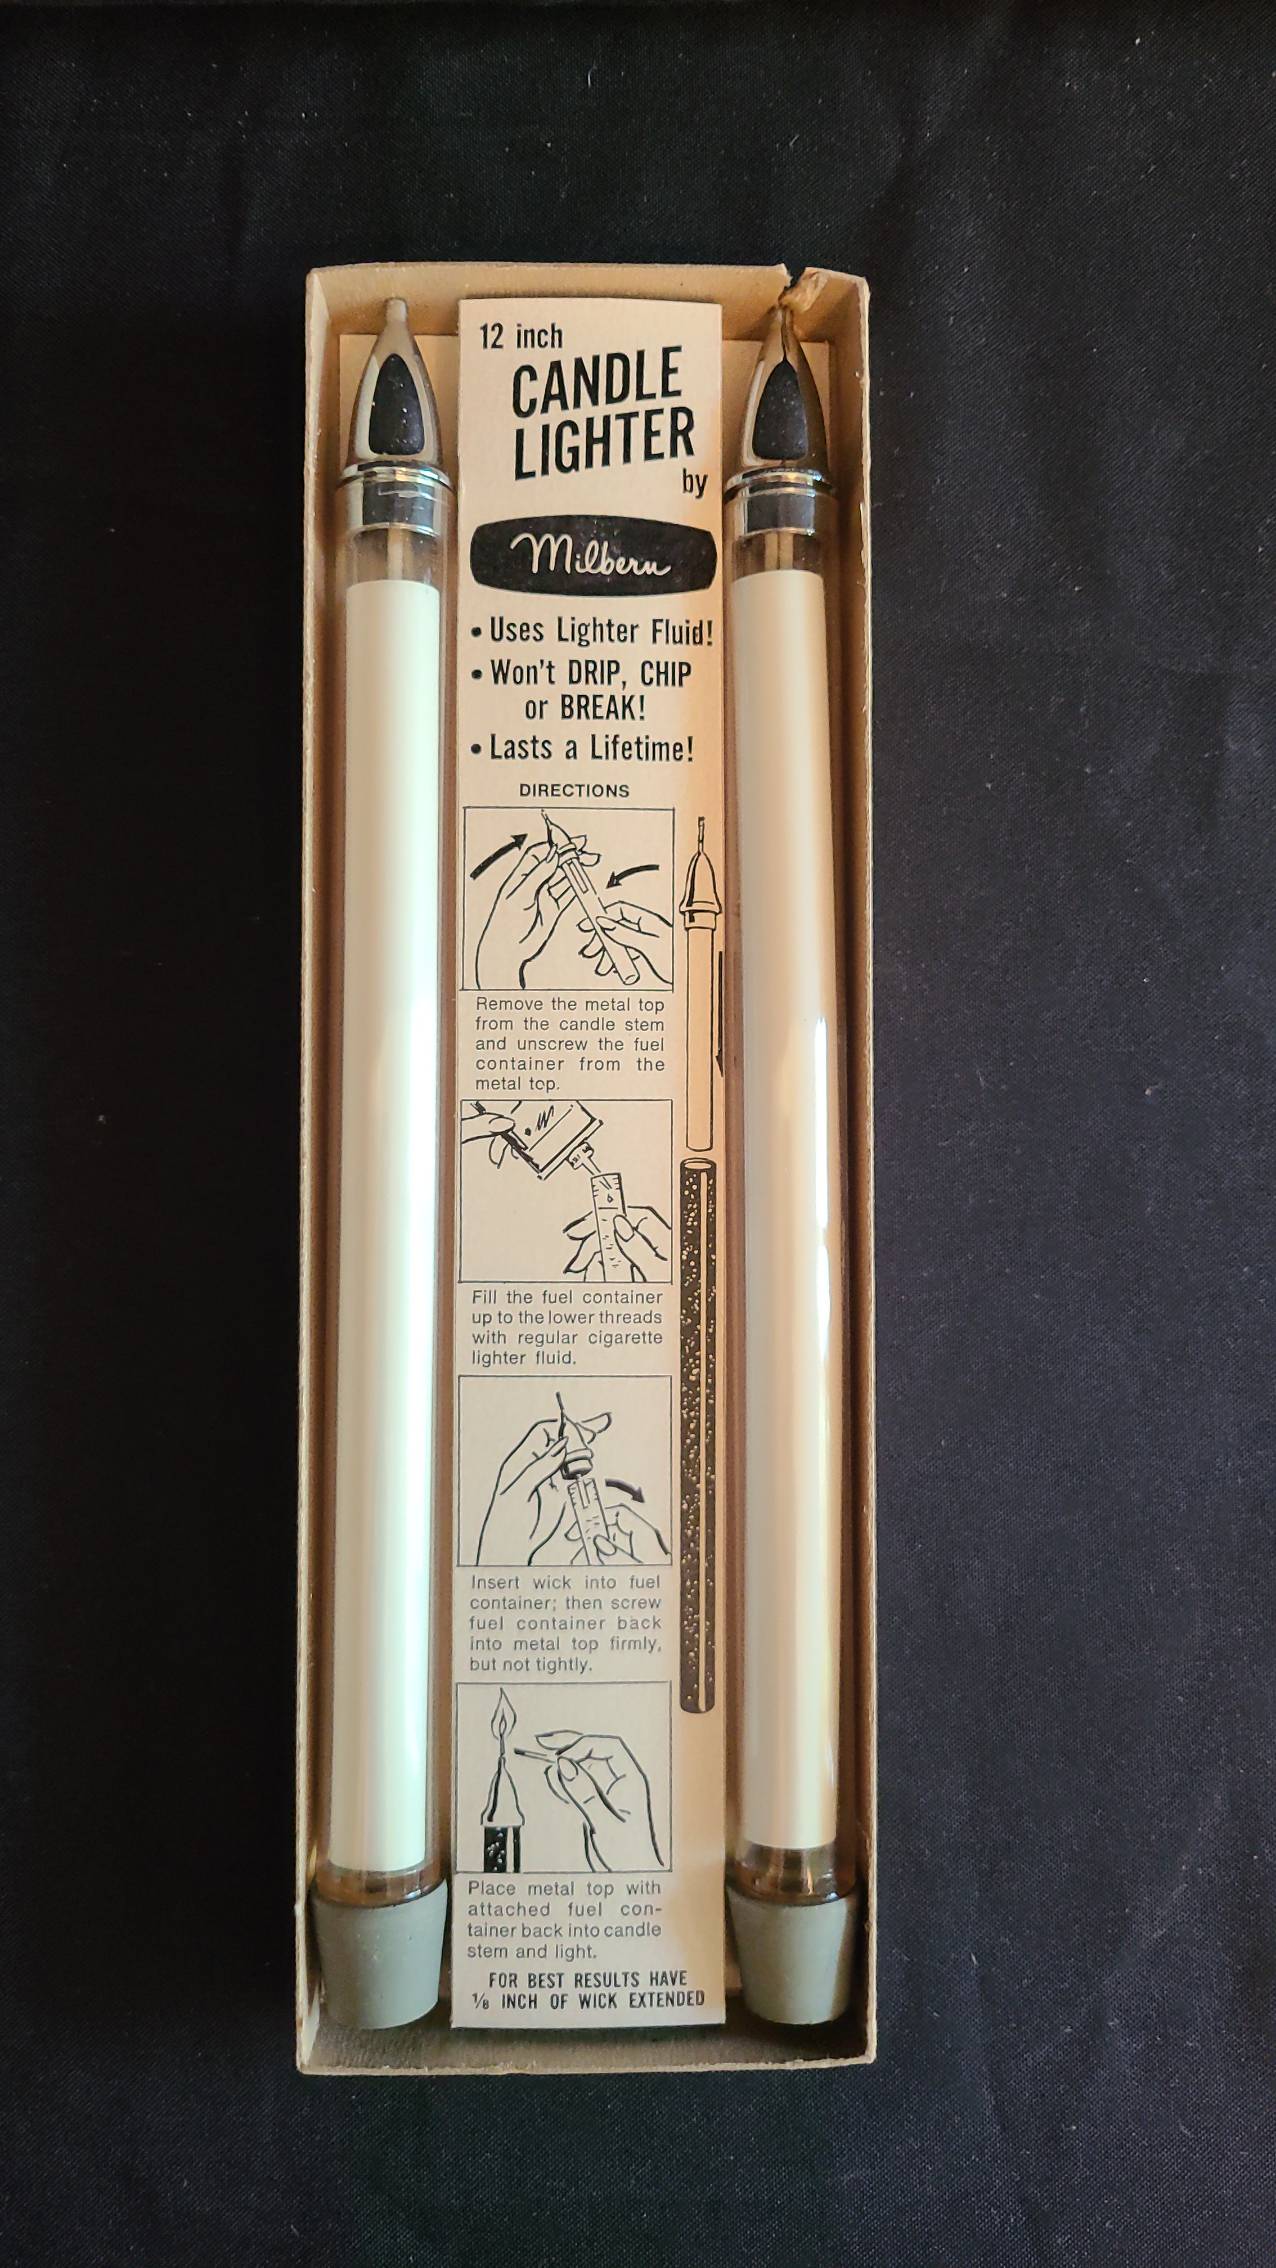 12 inch
CANDLE
LIGHTER
by
Milbern
• Uses Lighter Fluid!
• Won't DRIP, CHIP
or BREAK!
• Lasts a Lifetime!
DIRECTIONS
Remove the metal top
from the candle stem
and unscrew the fuel
container from the
metal top.
Fill the fuel container
up to the lower threads
with regular cigarette
lighter fluid.
Insert wick into fuel
container; then screw
fuel container back
into metal top firmly,
but not tightly.
Place metal top with
attached fuel con-
tainer back into candle
stem and light.
FOR BEST RESULTS HAVE
⅛ INCH OF WICK EXTENDED